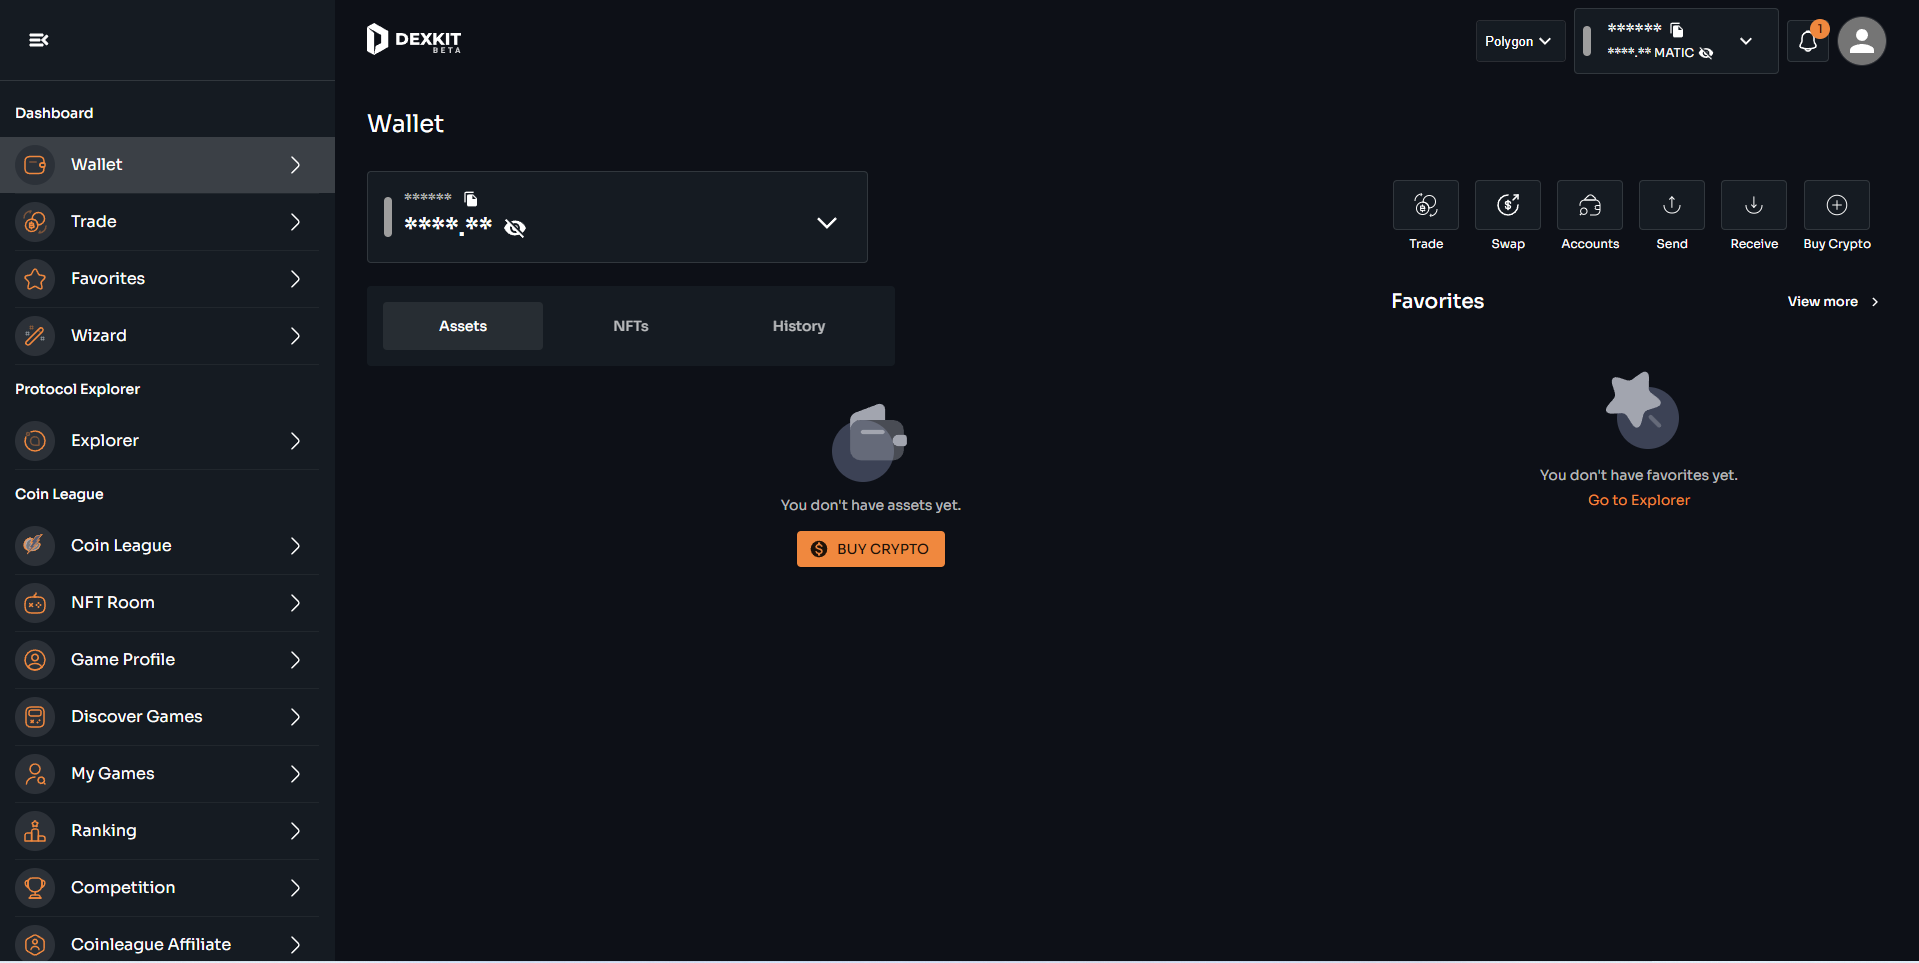 DEXKIT
BETA
Polygon
******
****.** MATIC
1
Dashboard
Wallet
Trade
Favorites
Wizard
Protocol Explorer
Explorer
Coin League
Coin League
NFT Room
Game Profile
Discover Games
My Games
Ranking
Competition
Coinleague Affiliate
Wallet
******
****.**
Assets
NFTs
History
You don't have assets yet.
BUY CRYPTO
Trade
Swap
Accounts
Send
Receive
Buy Crypto
Favorites
View more
You don't have favorites yet.
Go to Explorer